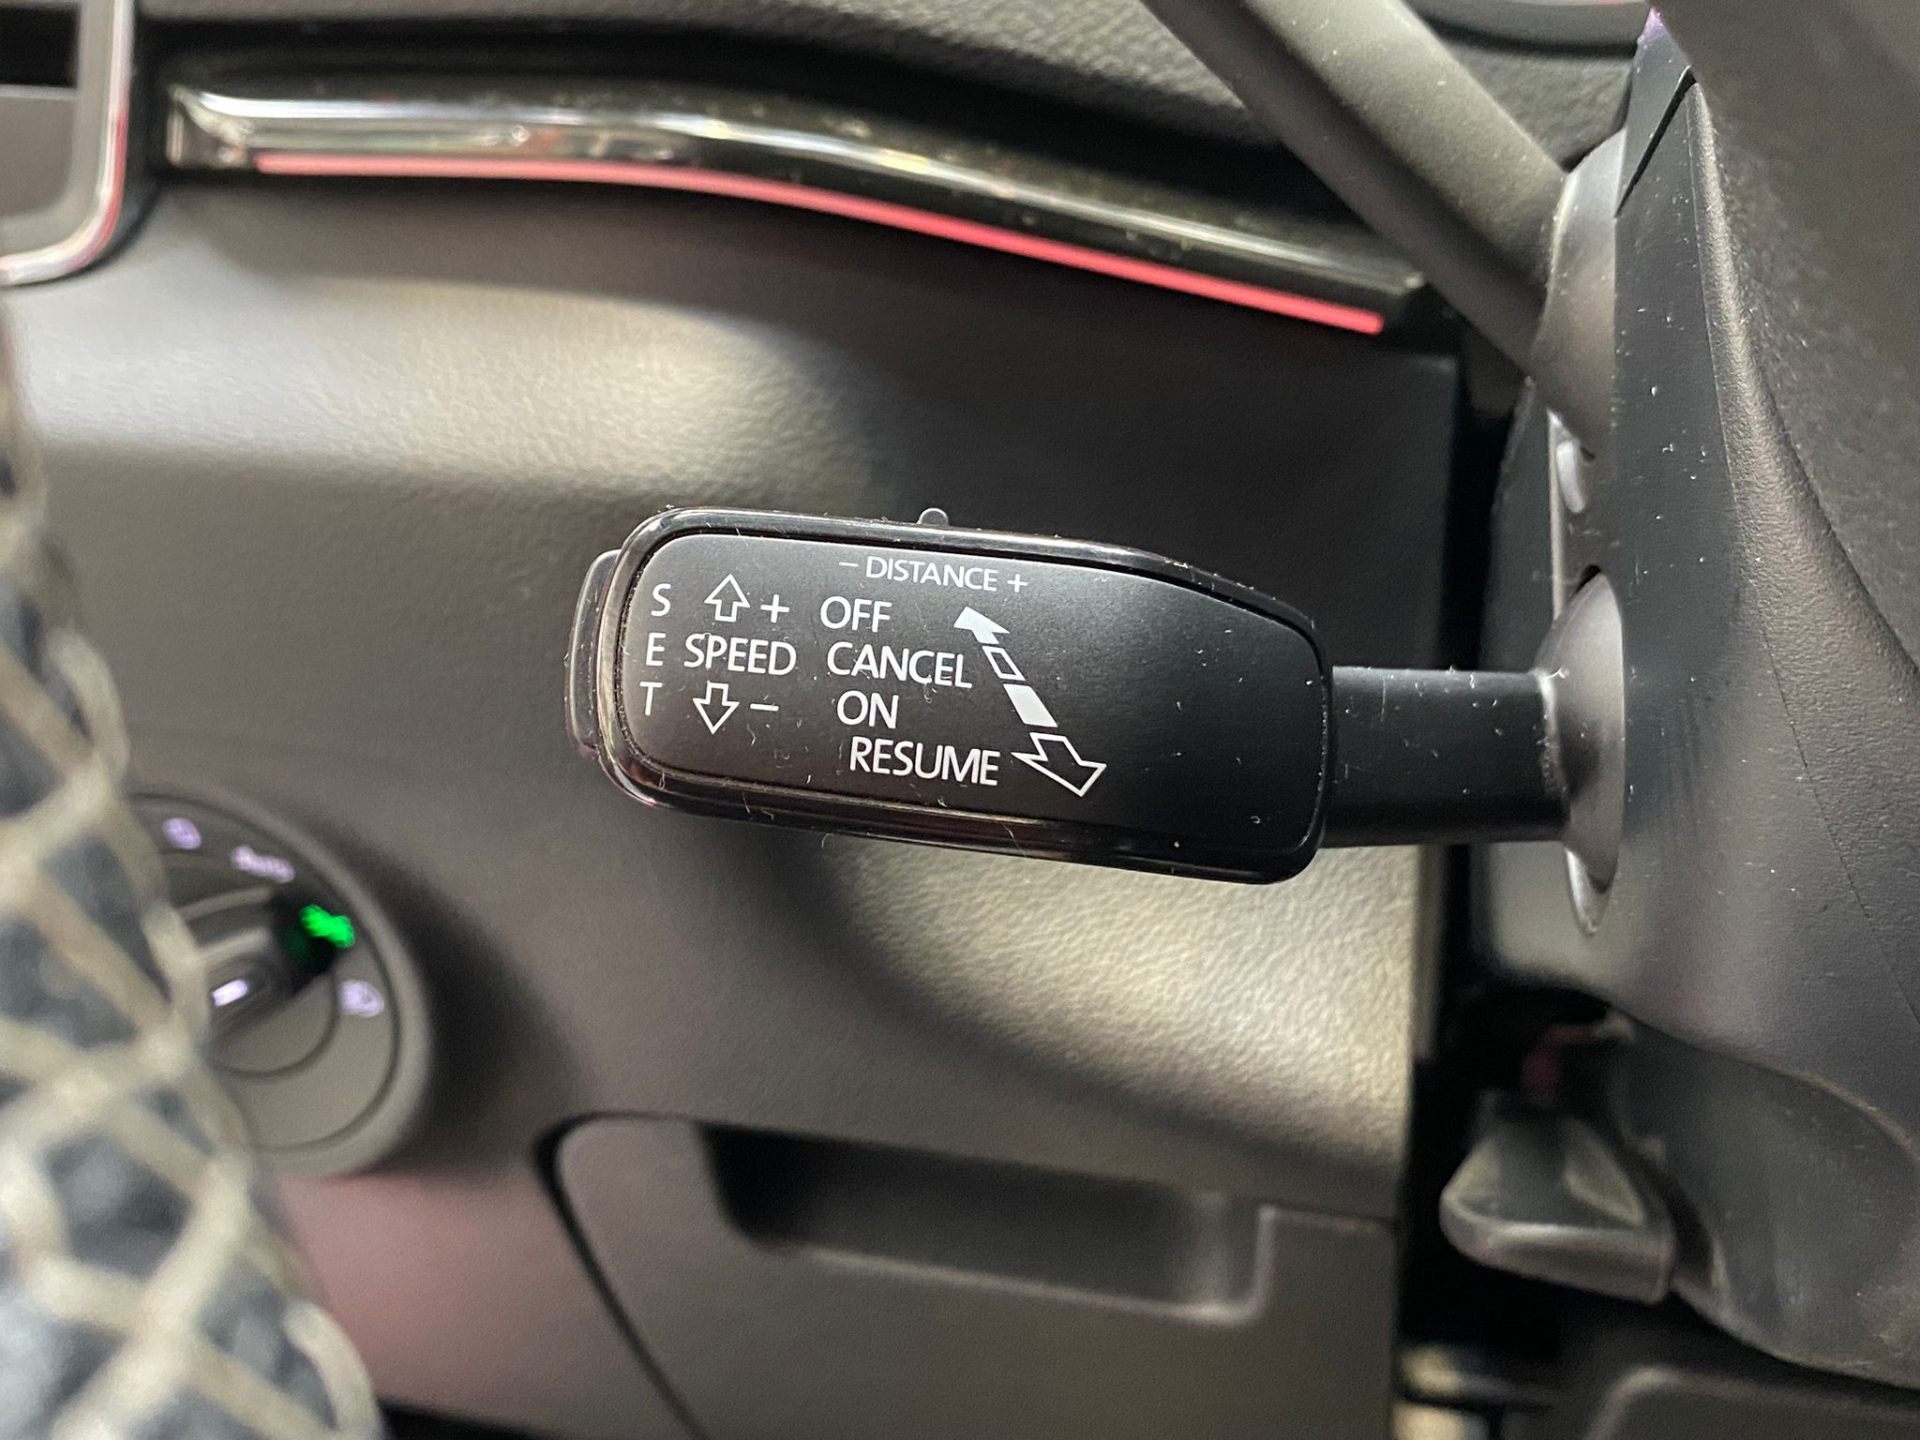 − DISTANCE +
S ⇧ + OFF
E SPEED CANCEL
T ⇩ − ON
RESUME